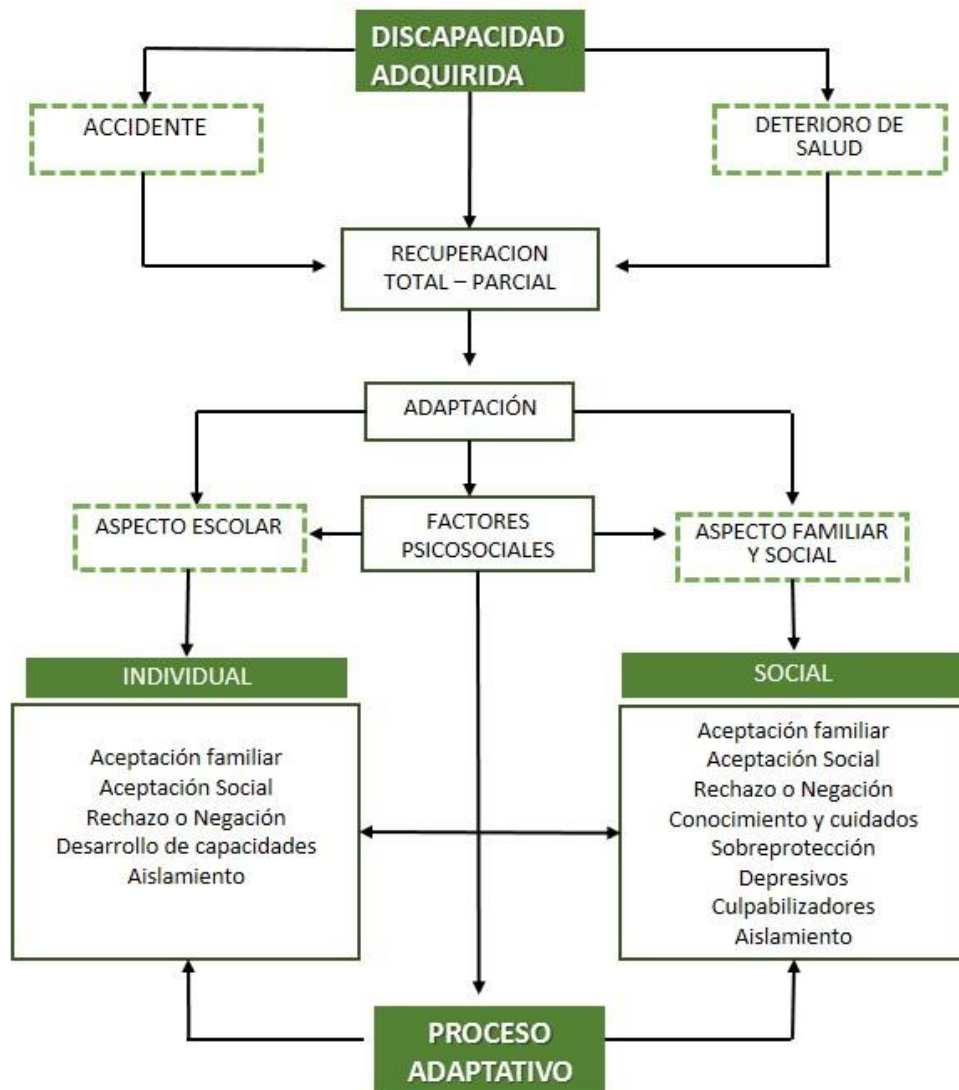 DISCAPACIDAD
ADQUIRIDA
ACCIDENTE
DETERIORO DE
SALUD
RECUPERACION
TOTAL – PARCIAL
ADAPTACIÓN
ASPECTO ESCOLAR
FACTORES
PSICOSOCIALES
ASPECTO FAMILIAR
Y SOCIAL
INDIVIDUAL
Aceptación familiar
Aceptación Social
Rechazo o Negación
Desarrollo de capacidades
Aislamiento
SOCIAL
Aceptación familiar
Aceptación Social
Rechazo o Negación
Conocimiento y cuidados
Sobreprotección
Depresivos
Culpabilizadores
Aislamiento
PROCESO
ADAPTATIVO